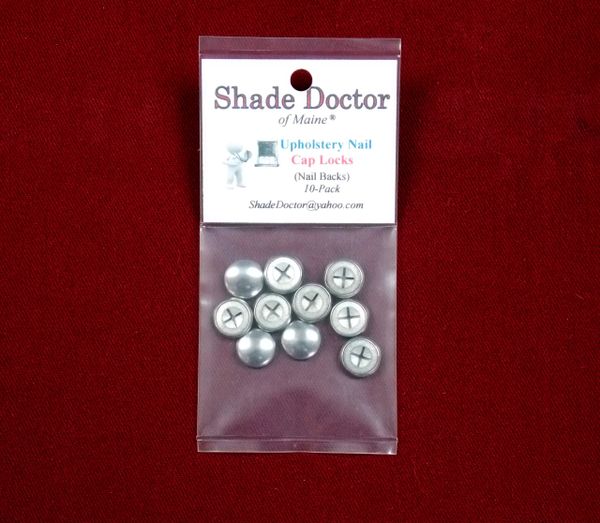 Shade Doctor
of Maine®
Upholstery Nail
Cap Locks
(Nail Backs)
10-Pack
ShadeDoctor@yahoo.com